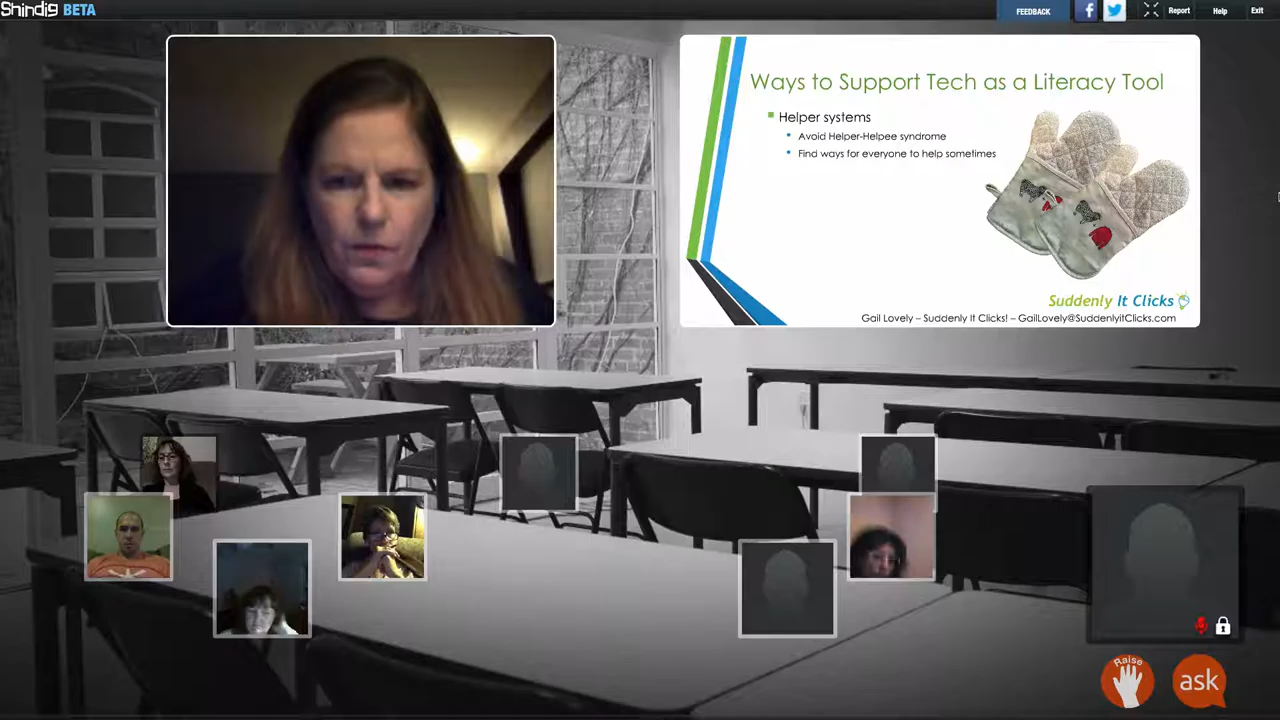 Shindig BETA
FEEDBACK
f
Report
Help
Exit
Ways to Support Tech as a Literacy Tool
Helper systems
Avoid Helper-Helpee syndrome
Find ways for everyone to help sometimes
Suddenly It Clicks
Gail Lovely – Suddenly It Clicks! – GailLovely@SuddenlyitClicks.com
Raise
ask